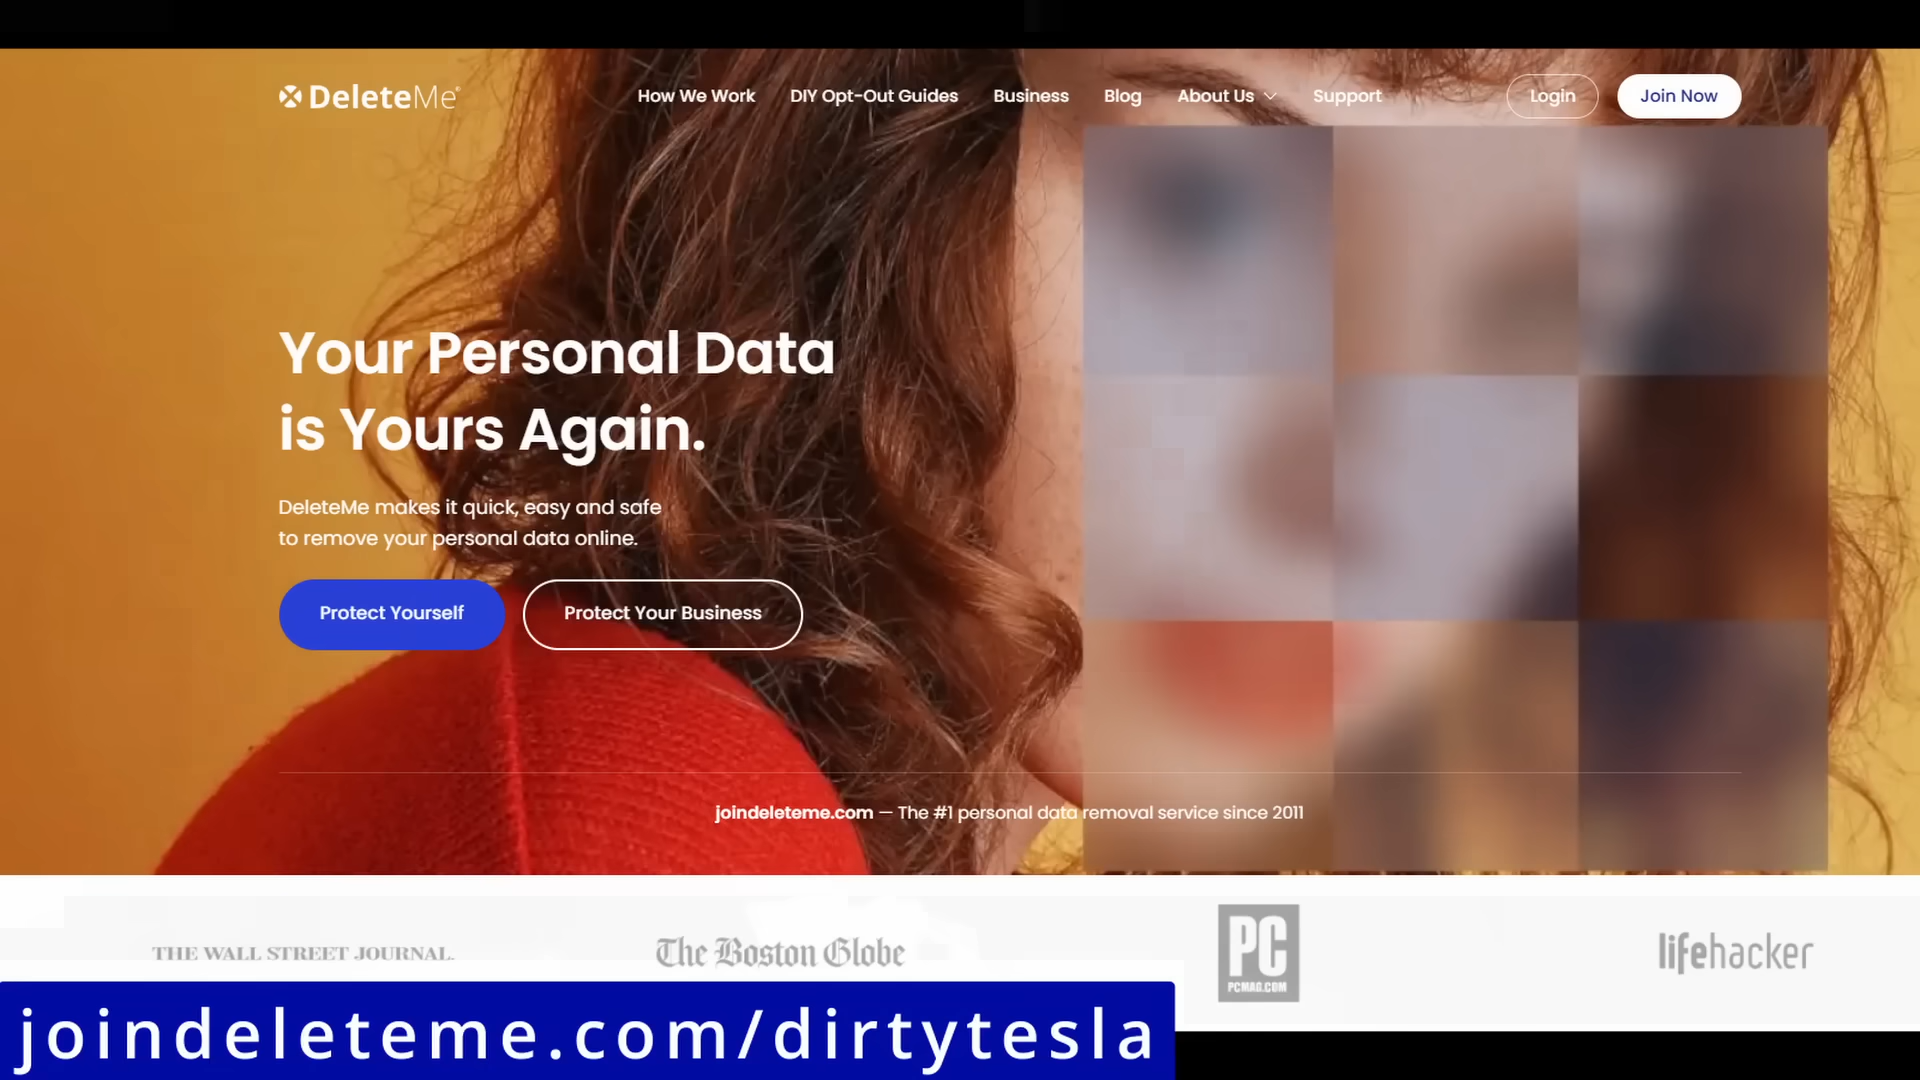 DeleteMe
How We Work
DIY Opt-Out Guides
Business
Blog
About Us
Support
Login
Join Now
Your Personal Data
is Yours Again.
DeleteMe makes it quick, easy and safe
to remove your personal data online.
Protect Yourself
Protect Your Business
joindeleteme.com — The #1 personal data removal service since 2011
THE WALL STREET JOURNAL.
The Boston Globe
PC
PCMAG.COM
lifehacker
joindeleteme.com/dirtytesla